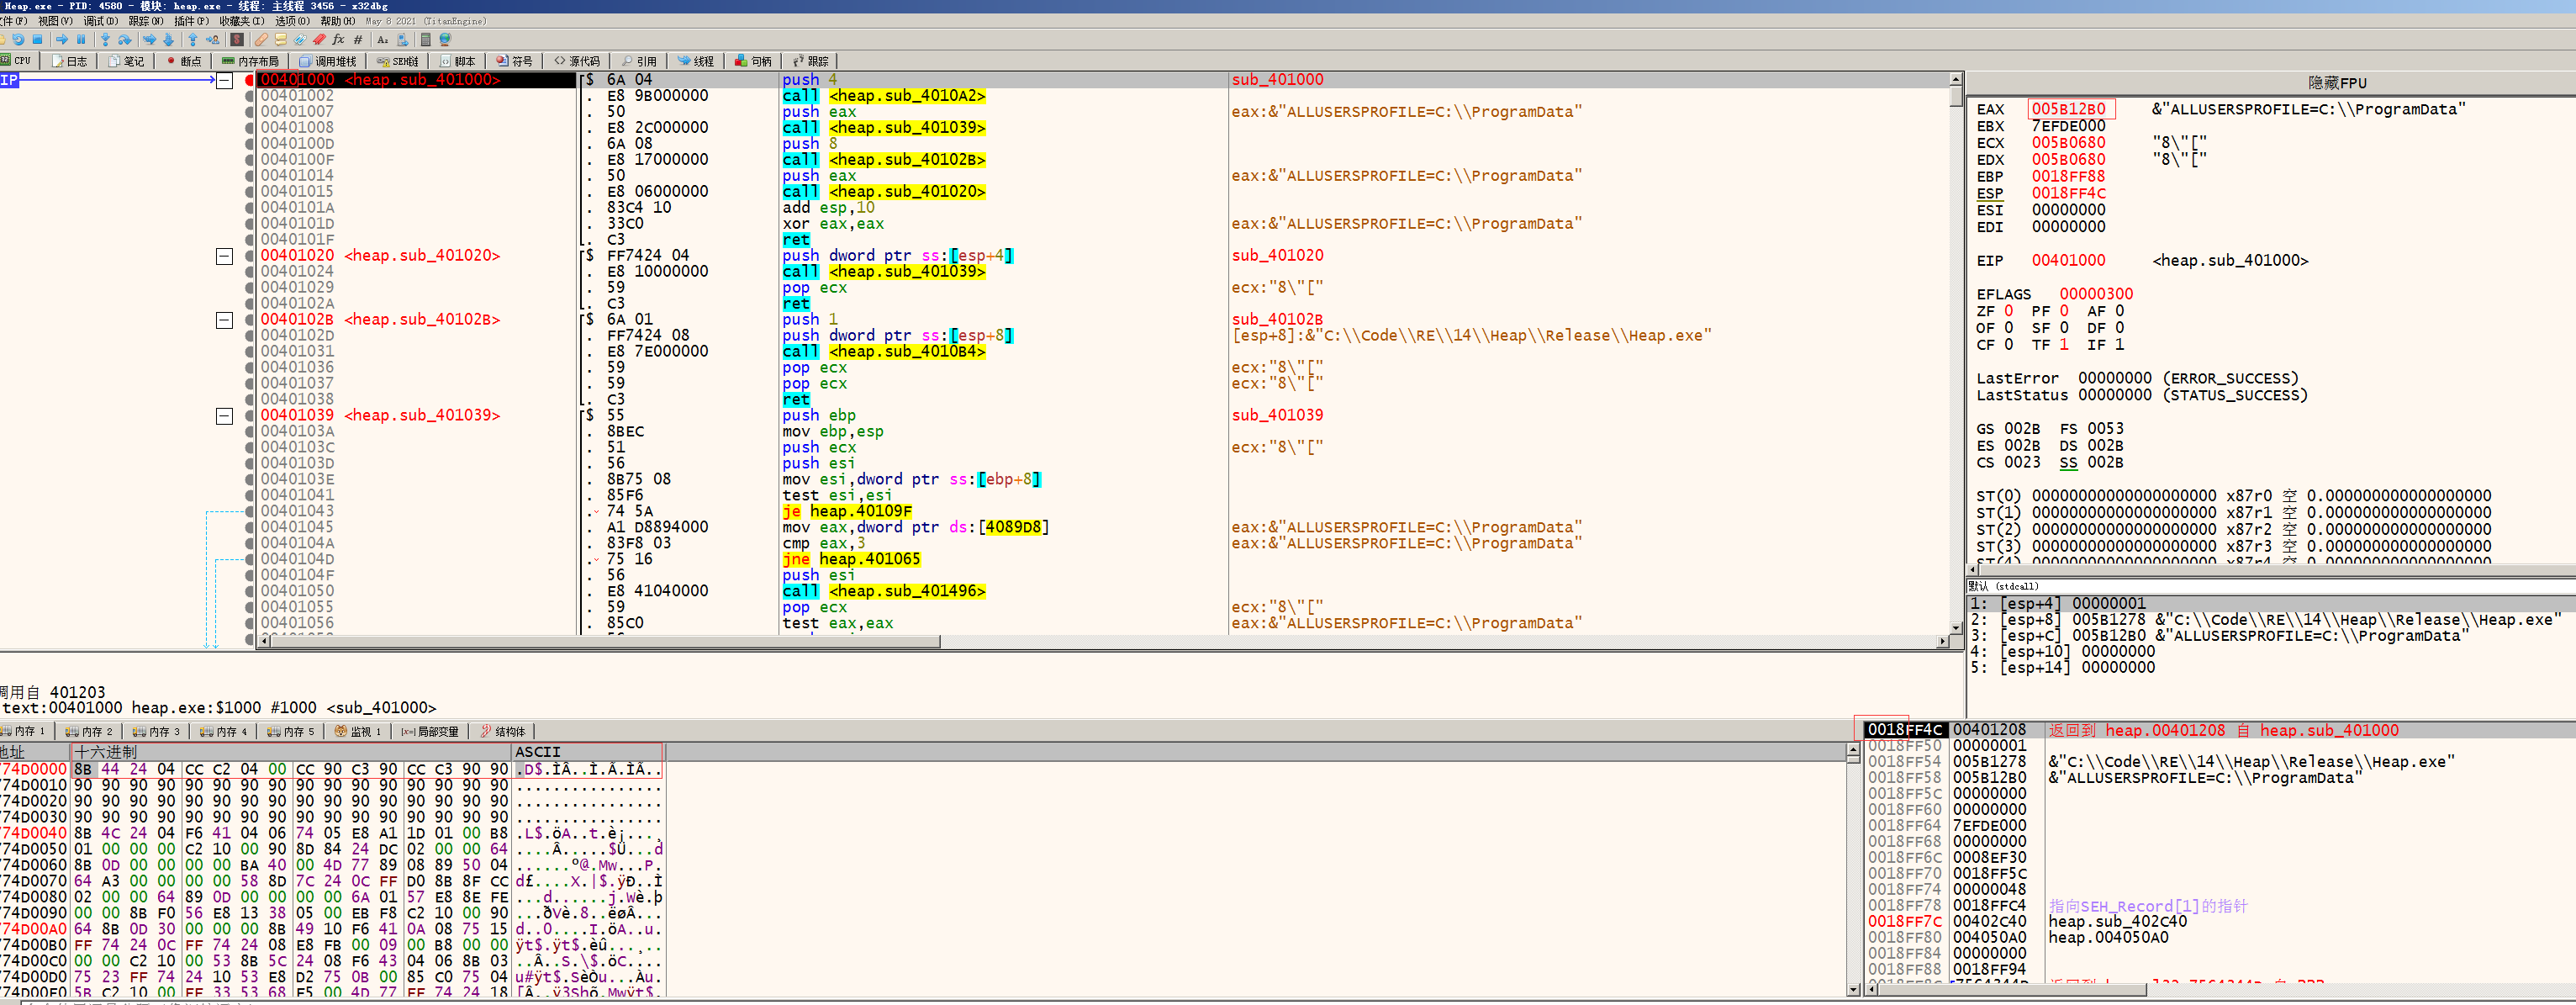 Heap.exe - PID: 4580 - 模块: heap.exe - 线程: 主线程 3456 - x32dbg
文件(F) 视图(V) 调试(D) 跟踪(N) 插件(P) 收藏夹(I) 选项(O) 帮助(H) May 8 2021 (TitanEngine)
CPU 日志 笔记 断点 内存布局 调用堆栈 SEH链 脚本 符号 源代码 引用 线程 句柄 跟踪
IP 00401000 <heap.sub_401000> $ 6A 04 push 4 sub_401000
00401002 . E8 9B000000 call <heap.sub_4010A2>
00401007 . 50 push eax eax:&"ALLUSERSPROFILE=C:\\ProgramData"
00401008 . E8 2C000000 call <heap.sub_401039>
0040100D . 6A 08 push 8
0040100F . E8 17000000 call <heap.sub_40102B>
00401014 . 50 push eax eax:&"ALLUSERSPROFILE=C:\\ProgramData"
00401015 . E8 06000000 call <heap.sub_401020>
0040101A . 83C4 10 add esp,10
0040101D . 33C0 xor eax,eax eax:&"ALLUSERSPROFILE=C:\\ProgramData"
0040101F . C3 ret
00401020 <heap.sub_401020> $ FF7424 04 push dword ptr ss:[esp+4] sub_401020
00401024 . E8 10000000 call <heap.sub_401039>
00401029 . 59 pop ecx ecx:"8\"["
0040102A . C3 ret
0040102B <heap.sub_40102B> $ 6A 01 push 1 sub_40102B
0040102D . FF7424 08 push dword ptr ss:[esp+8] [esp+8]:&"C:\\Code\\RE\\14\\Heap\\Release\\Heap.exe"
00401031 . E8 7E000000 call <heap.sub_4010B4>
00401036 . 59 pop ecx ecx:"8\"["
00401037 . 59 pop ecx ecx:"8\"["
00401038 . C3 ret
00401039 <heap.sub_401039> $ 55 push ebp sub_401039
0040103A . 8BEC mov ebp,esp
0040103C . 51 push ecx ecx:"8\"["
0040103D . 56 push esi
0040103E . 8B75 08 mov esi,dword ptr ss:[ebp+8]
00401041 . 85F6 test esi,esi
00401043 . 74 5A je heap.40109F
00401045 . A1 D8894000 mov eax,dword ptr ds:[4089D8] eax:&"ALLUSERSPROFILE=C:\\ProgramData"
0040104A . 83F8 03 cmp eax,3 eax:&"ALLUSERSPROFILE=C:\\ProgramData"
0040104D . 75 16 jne heap.401065
0040104F . 56 push esi
00401050 . E8 41040000 call <heap.sub_401496>
00401055 . 59 pop ecx ecx:"8\"["
00401056 . 85C0 test eax,eax eax:&"ALLUSERSPROFILE=C:\\ProgramData"
隐藏FPU
EAX 005B12B0 &"ALLUSERSPROFILE=C:\\ProgramData"
EBX 7EFDE000
ECX 005B0680 "8\"["
EDX 005B0680 "8\"["
EBP 0018FF88
ESP 0018FF4C
ESI 00000000
EDI 00000000
EIP 00401000 <heap.sub_401000>
EFLAGS 00000300
ZF 0 PF 0 AF 0
OF 0 SF 0 DF 0
CF 0 TF 1 IF 1
LastError 00000000 (ERROR_SUCCESS)
LastStatus 00000000 (STATUS_SUCCESS)
GS 002B FS 0053
ES 002B DS 002B
CS 0023 SS 002B
ST(0) 00000000000000000000 x87r0 空 0.000000000000000000
ST(1) 00000000000000000000 x87r1 空 0.000000000000000000
ST(2) 00000000000000000000 x87r2 空 0.000000000000000000
ST(3) 00000000000000000000 x87r3 空 0.000000000000000000
默认 (stdcall)
1: [esp+4] 00000001
2: [esp+8] 005B1278 &"C:\\Code\\RE\\14\\Heap\\Release\\Heap.exe"
3: [esp+C] 005B12B0 &"ALLUSERSPROFILE=C:\\ProgramData"
4: [esp+10] 00000000
5: [esp+14] 00000000
调用自 401203
text:00401000 heap.exe:$1000 #1000 <sub_401000>
内存 1 内存 2 内存 3 内存 4 内存 5 监视 1 局部变量 结构体
地址 十六进制 ASCII
774D0000 8B 44 24 04 CC C2 04 00 CC 90 C3 90 CC C3 90 90 .D$.ÌÂ..Ì.Ã.ÌÃ..
774D0010 90 90 90 90 90 90 90 90 90 90 90 90 90 90 90 90 ................
774D0020 90 90 90 90 90 90 90 90 90 90 90 90 90 90 90 90 ................
774D0030 90 90 90 90 90 90 90 90 90 90 90 90 90 90 90 90 ................
774D0040 8B 4C 24 04 F6 41 04 06 74 05 E8 A1 1D 01 00 B8 .L$.öA..t.è¡...¸
774D0050 01 00 00 00 C2 10 00 90 8D 84 24 DC 02 00 00 64 ....Â.....$Ü...d
774D0060 8B 0D 00 00 00 00 BA 40 00 4D 77 89 08 89 50 04 ......º@.Mw...P.
774D0070 64 A3 00 00 00 00 58 8D 7C 24 0C FF D0 8B 8F CC d£....X.|$.ÿÐ..Ì
774D0080 02 00 00 64 89 0D 00 00 00 00 6A 01 57 E8 8E FE ...d......j.Wè.þ
774D0090 00 00 8B F0 56 E8 13 38 05 00 EB F8 C2 10 00 90 ...ðVè.8..ëøÂ...
774D00A0 64 8B 0D 30 00 00 00 8B 49 10 F6 41 0A 08 75 15 d..0....I.öA..u.
774D00B0 FF 74 24 0C FF 74 24 08 E8 FB 00 09 00 B8 00 00 ÿt$.ÿt$.èû...¸..
774D00C0 00 00 C2 10 00 53 8B 5C 24 08 F6 43 04 06 8B 03 ..Â..S.\$.öC....
774D00D0 75 23 FF 74 24 10 53 E8 D2 75 0B 00 85 C0 75 04 u#ÿt$.SèÒu...Àu.
774D00E0 5B C2 10 00 FF 33 53 68 F5 00 4D 77 FF 74 24 18 [Â..ÿ3Shõ.Mwÿt$.
0018FF4C 00401208 返回到 heap.00401208 自 heap.sub_401000
0018FF50 00000001
0018FF54 005B1278 &"C:\\Code\\RE\\14\\Heap\\Release\\Heap.exe"
0018FF58 005B12B0 &"ALLUSERSPROFILE=C:\\ProgramData"
0018FF5C 00000000
0018FF60 00000000
0018FF64 7EFDE000
0018FF68 00000000
0018FF6C 0008EF30
0018FF70 0018FF5C
0018FF74 00000048
0018FF78 0018FFC4 指向SEH_Record[1]的指针
0018FF7C 00402C40 heap.sub_402C40
0018FF80 004050A0 heap.004050A0
0018FF84 00000000
0018FF88 0018FF94